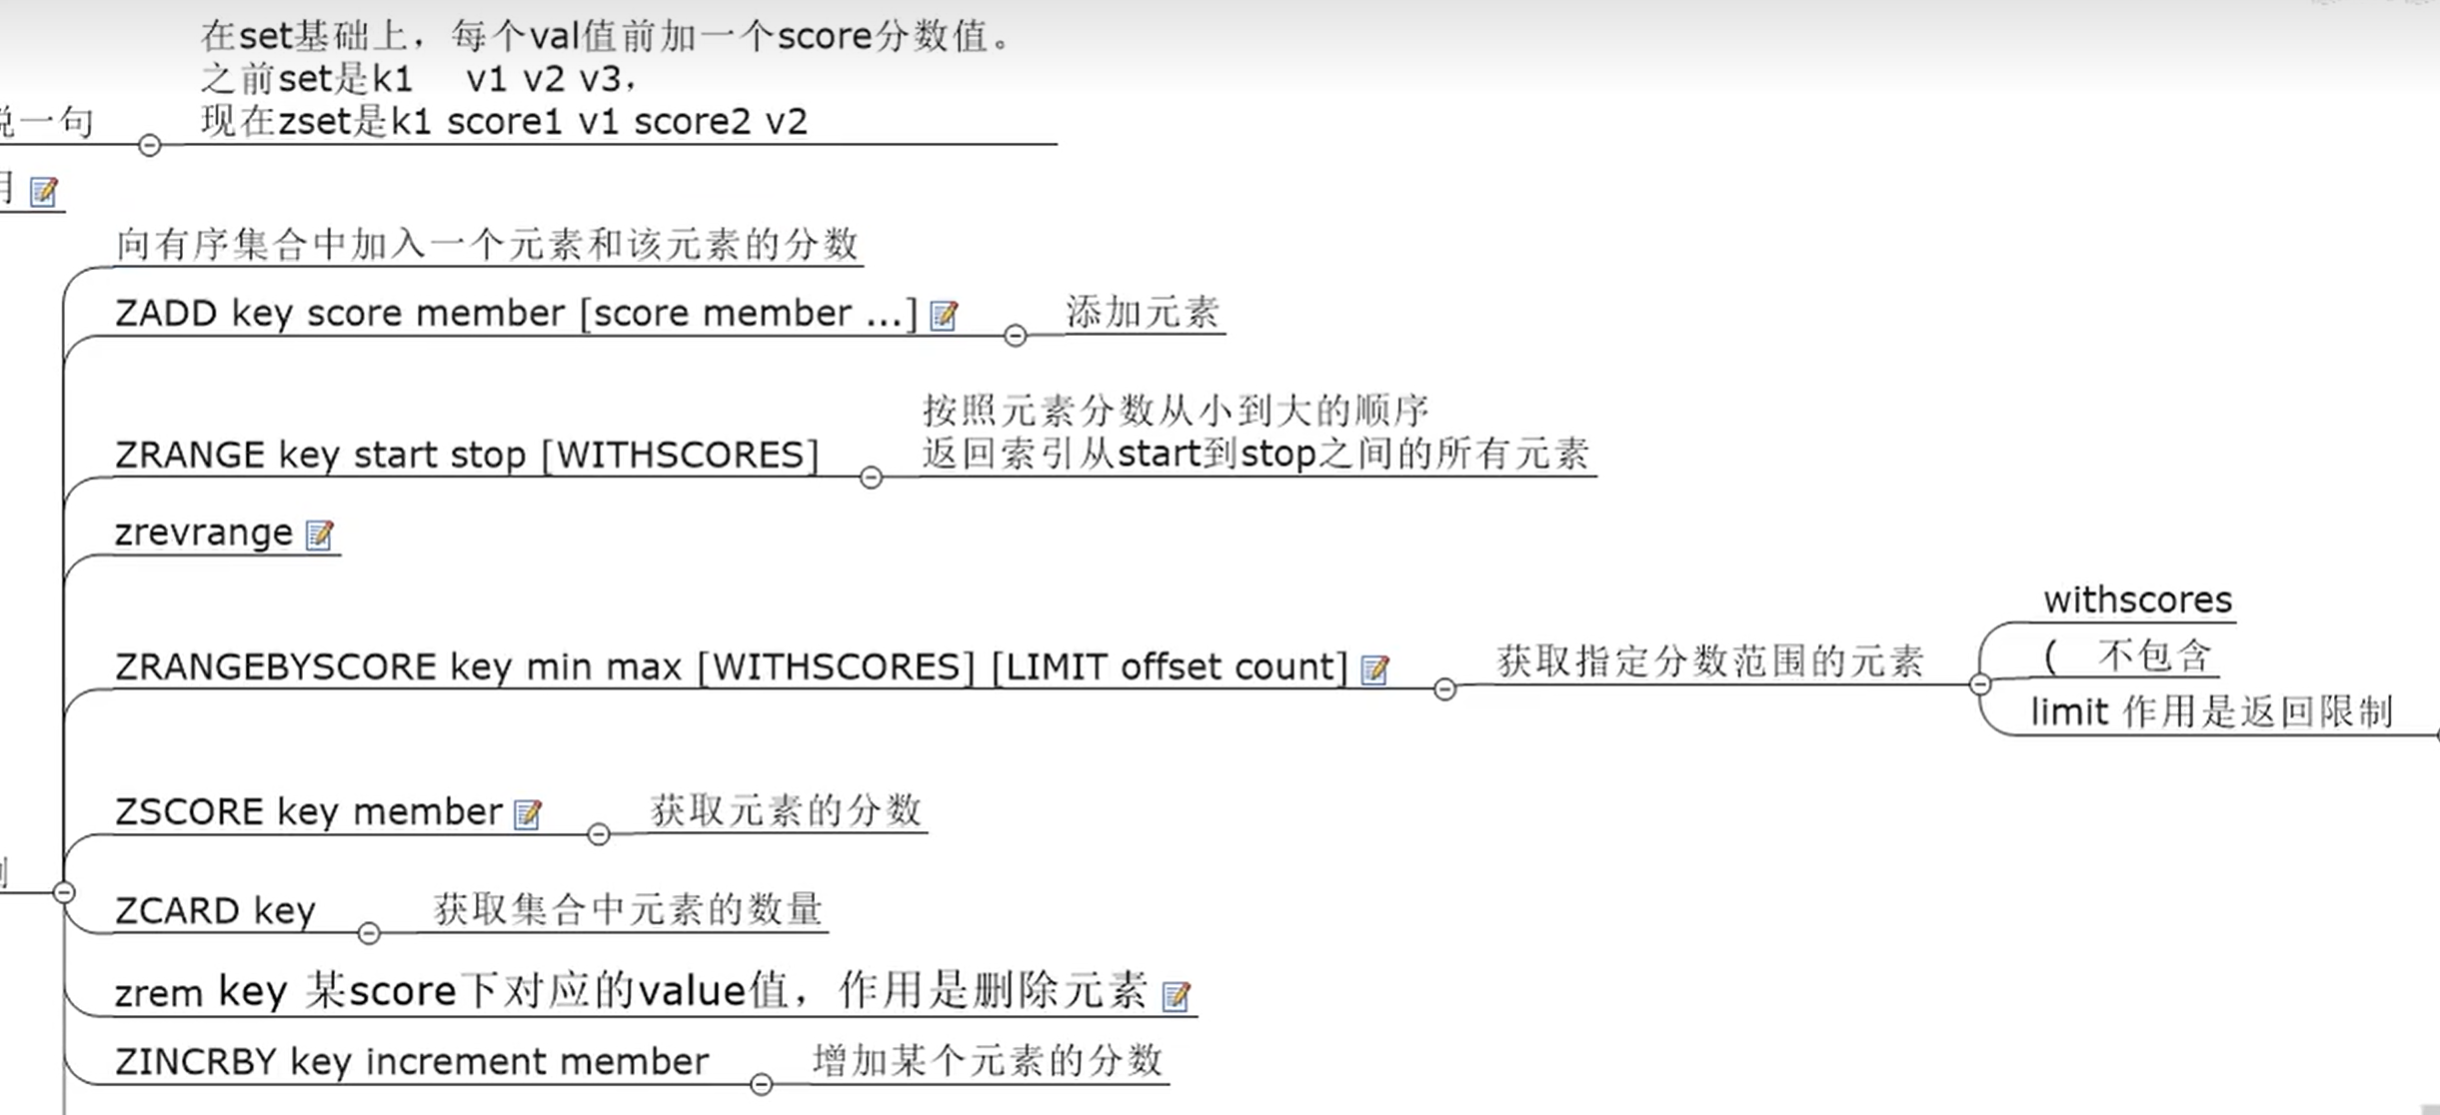 在set基础上，每个val值前加一个score分数值。
之前set是k1 v1 v2 v3，
现在zset是k1 score1 v1 score2 v2
说一句
向有序集合中加入一个元素和该元素的分数
ZADD key score member [score member ...]
添加元素
按照元素分数从小到大的顺序
ZRANGE key start stop [WITHSCORES]
返回索引从start到stop之间的所有元素
zrevrange
withscores
ZRANGEBYSCORE key min max [WITHSCORES] [LIMIT offset count]
获取指定分数范围的元素
( 不包含
limit 作用是返回限制
ZSCORE key member
获取元素的分数
ZCARD key
获取集合中元素的数量
zrem key 某score下对应的value值，作用是删除元素
ZINCRBY key increment member
增加某个元素的分数